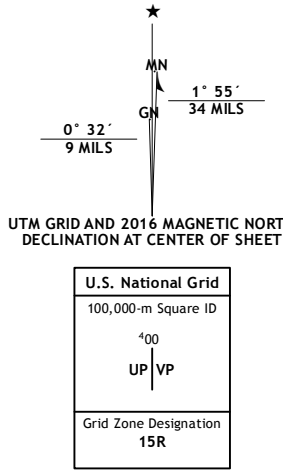 ★
MN
1° 55´
34 MILS
GN
0° 32´
9 MILS
UTM GRID AND 2016 MAGNETIC NORT
DECLINATION AT CENTER OF SHEET
U.S. National Grid
100,000-m Square ID
⁴00
UP VP
Grid Zone Designation
15R